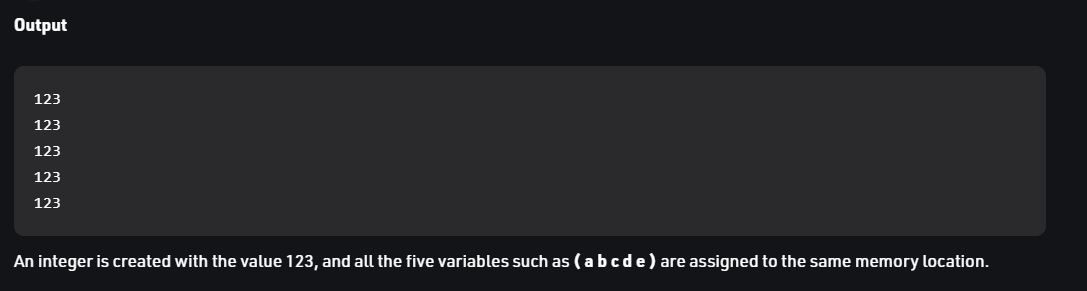 Output
123
123
123
123
123
An integer is created with the value 123, and all the five variables such as ( a b c d e ) are assigned to the same memory location.